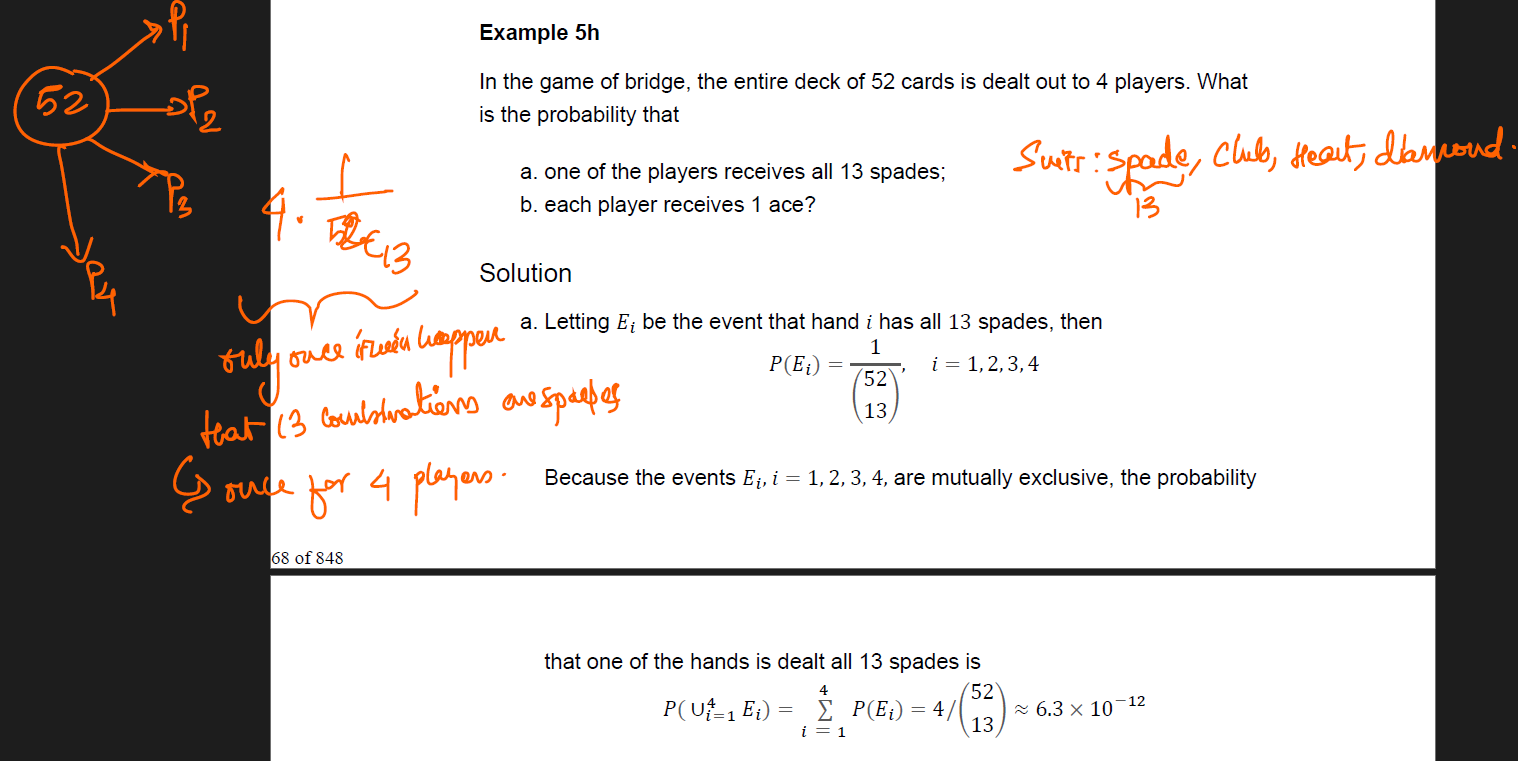 P₁
52
P₂
P₃
P₄
Example 5h
In the game of bridge, the entire deck of 52 cards is dealt out to 4 players. What
is the probability that
Suits: spade, Club, Heart, diamond.
13
a. one of the players receives all 13 spades;
b. each player receives 1 ace?
4. 1/52C13
Solution
a. Letting Eᵢ be the event that hand i has all 13 spades, then
P(Eᵢ) = 1/(52 13), i = 1, 2, 3, 4
only once happen
that 13 combinations are spades
once for 4 players.
Because the events Eᵢ, i = 1, 2, 3, 4, are mutually exclusive, the probability
68 of 848
that one of the hands is dealt all 13 spades is
P( ∪⁴ᵢ₌₁ Eᵢ) = 4 Σ i = 1 P(Eᵢ) = 4/(52 13) ≈ 6.3 × 10⁻¹²